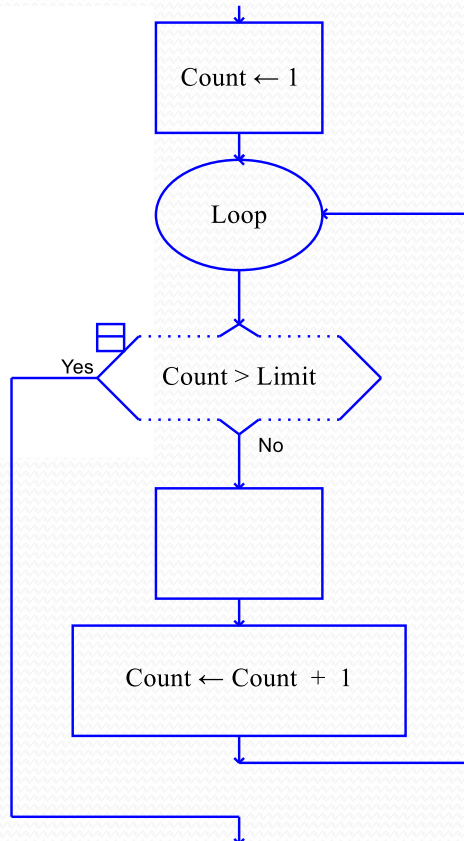 Count ← 1
Loop
Yes
Count > Limit
No
Count ← Count + 1